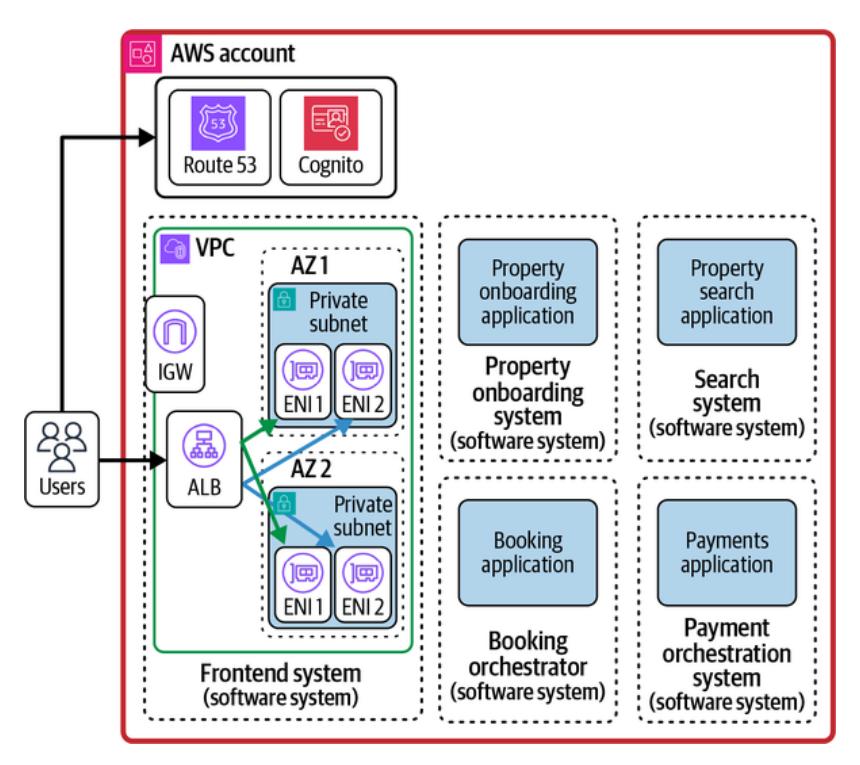 AWS account
53
Route 53
Cognito
VPC
AZ 1
Private
subnet
ENI 1
ENI 2
IGW
Users
ALB
AZ 2
Private
subnet
ENI 1
ENI 2
Frontend system
(software system)
Property
onboarding
application
Property
onboarding
system
(software system)
Property
search
application
Search
system
(software system)
Booking
application
Booking
orchestrator
(software system)
Payments
application
Payment
orchestration
system
(software system)